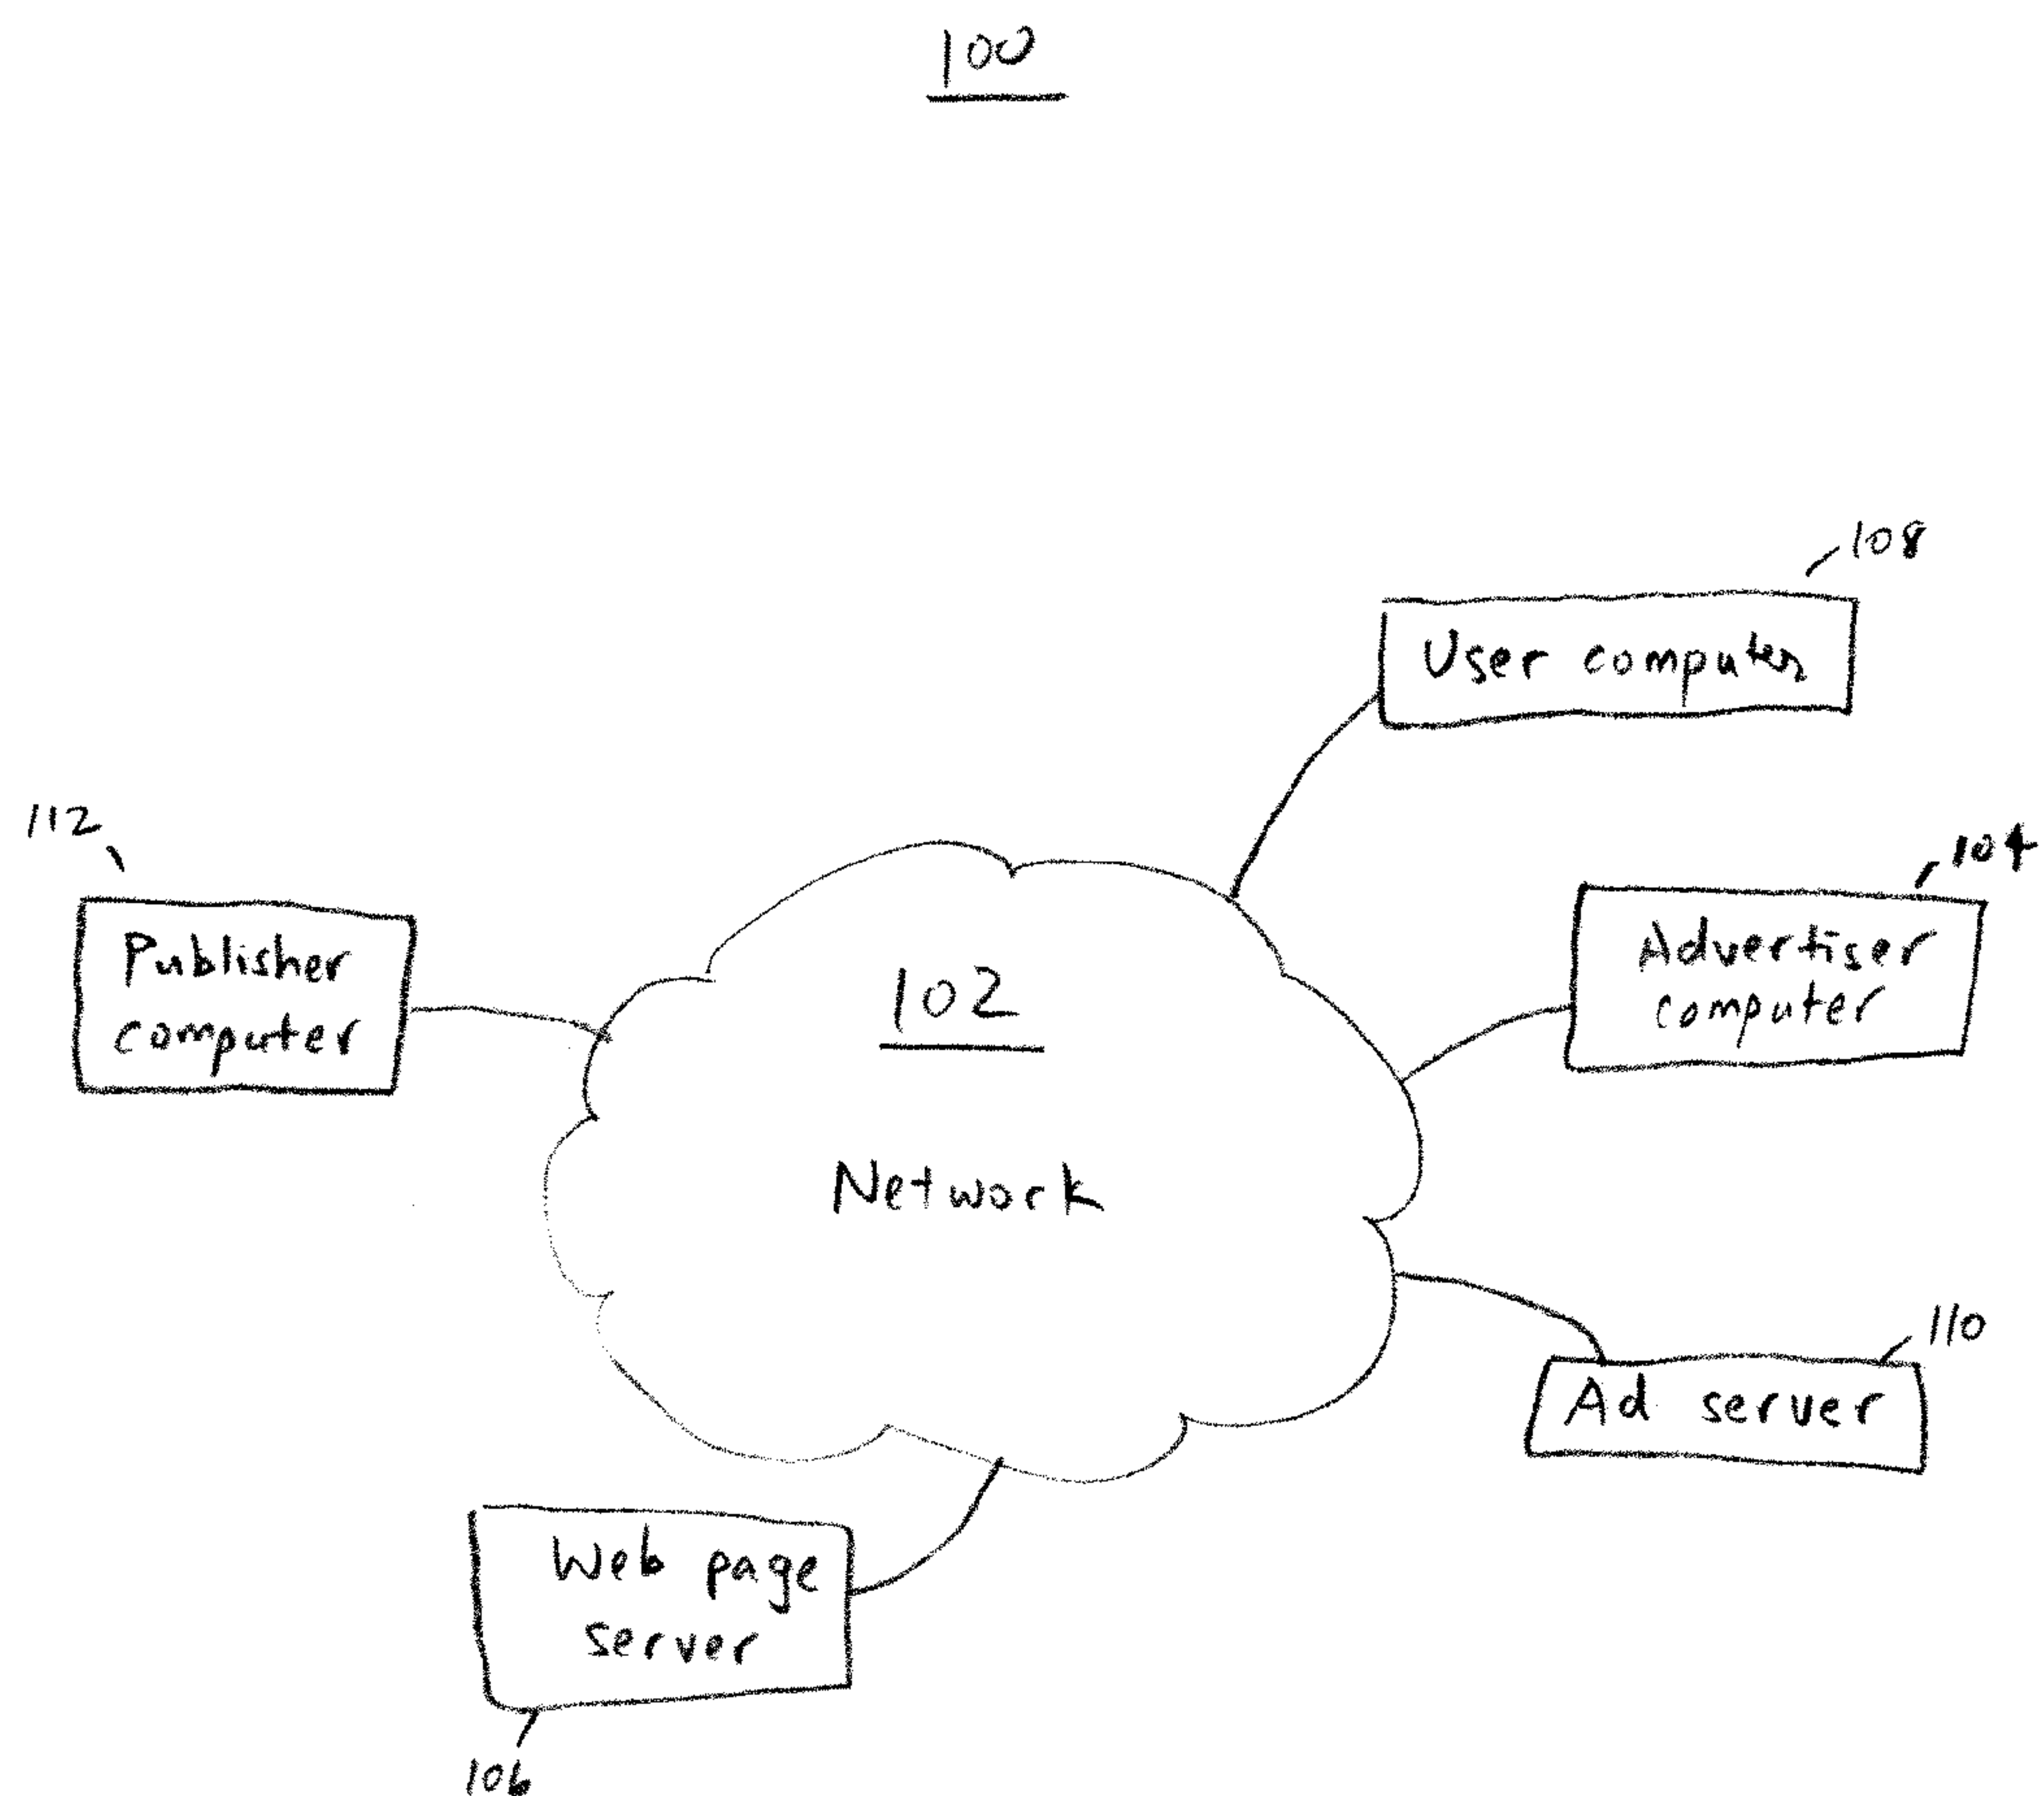 100
108
User computer
112
104
Publisher
computer
Advertiser
computer
102
Network
110
Ad server
Web page
server
106